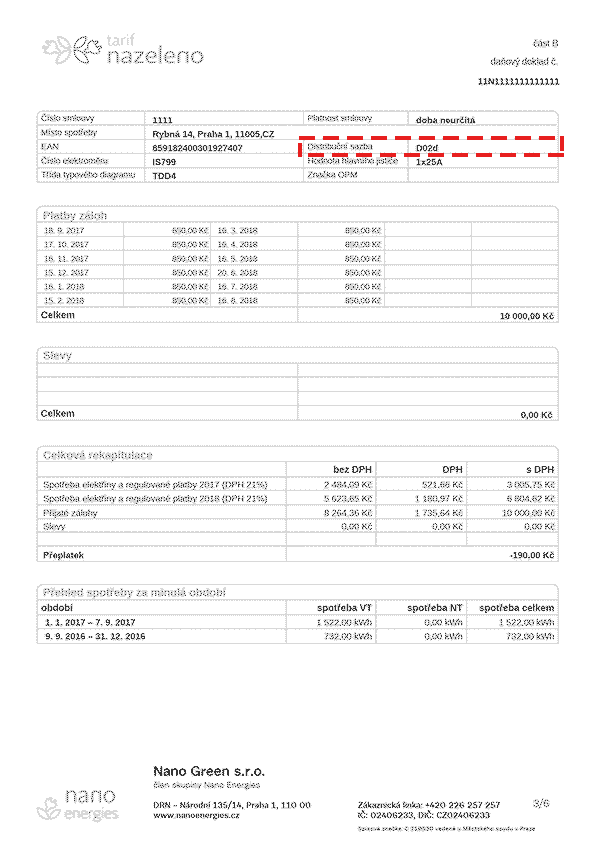 tarif
nazeleno
část B
daňový doklad č.
11N1111111111111
Číslo smlouvy 1111 Platnost smlouvy doba neurčitá
Místo spotřeby Rybná 14, Praha 1, 11005,CZ
EAN 859182400301927407 Distribuční sazba D02d
Číslo elektroměru IS799 Hodnota hlavního jističe 1x25A
Třída typového diagramu TDD4 Značka OPM
Platby záloh
18. 9. 2017 850,00 Kč 16. 3. 2018 850,00 Kč
17. 10. 2017 850,00 Kč 16. 4. 2018 850,00 Kč
16. 11. 2017 850,00 Kč 16. 5. 2018 850,00 Kč
15. 12. 2017 850,00 Kč 20. 6. 2018 850,00 Kč
16. 1. 2018 850,00 Kč 16. 7. 2018 850,00 Kč
15. 2. 2018 850,00 Kč 16. 8. 2018 850,00 Kč
Celkem 10 000,00 Kč
Slevy
Celkem 0,00 Kč
Celková rekapitulace
bez DPH DPH s DPH
Spotřeba elektřiny a regulované platby 2017 (DPH 21%) 2 484,09 Kč 521,66 Kč 3 005,75 Kč
Spotřeba elektřiny a regulované platby 2018 (DPH 21%) 5 623,65 Kč 1 180,97 Kč 6 804,62 Kč
Přijaté zálohy 8 264,36 Kč 1 735,64 Kč 10 000,00 Kč
Slevy 0,00 Kč 0,00 Kč 0,00 Kč
Přeplatek -190,00 Kč
Přehled spotřeby za minulá období
období spotřeba VT spotřeba NT spotřeba celkem
1. 1. 2017 – 7. 9. 2017 1 522,00 kWh 0,00 kWh 1 522,00 kWh
9. 9. 2016 – 31. 12. 2016 732,00 kWh 0,00 kWh 732,00 kWh
nano
energies
Nano Green s.r.o.
člen skupiny Nano Energies
DRN – Národní 135/14, Praha 1, 110 00
www.nanoenergies.cz
Zákaznická linka: +420 226 257 257
IČ: 02406233, DIČ: CZ02406233
3/6